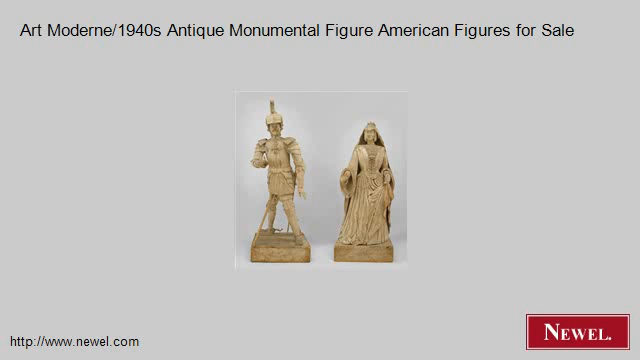 Art Moderne/1940s Antique Monumental Figure American Figures for Sale
http://www.newel.com
NEWEL.